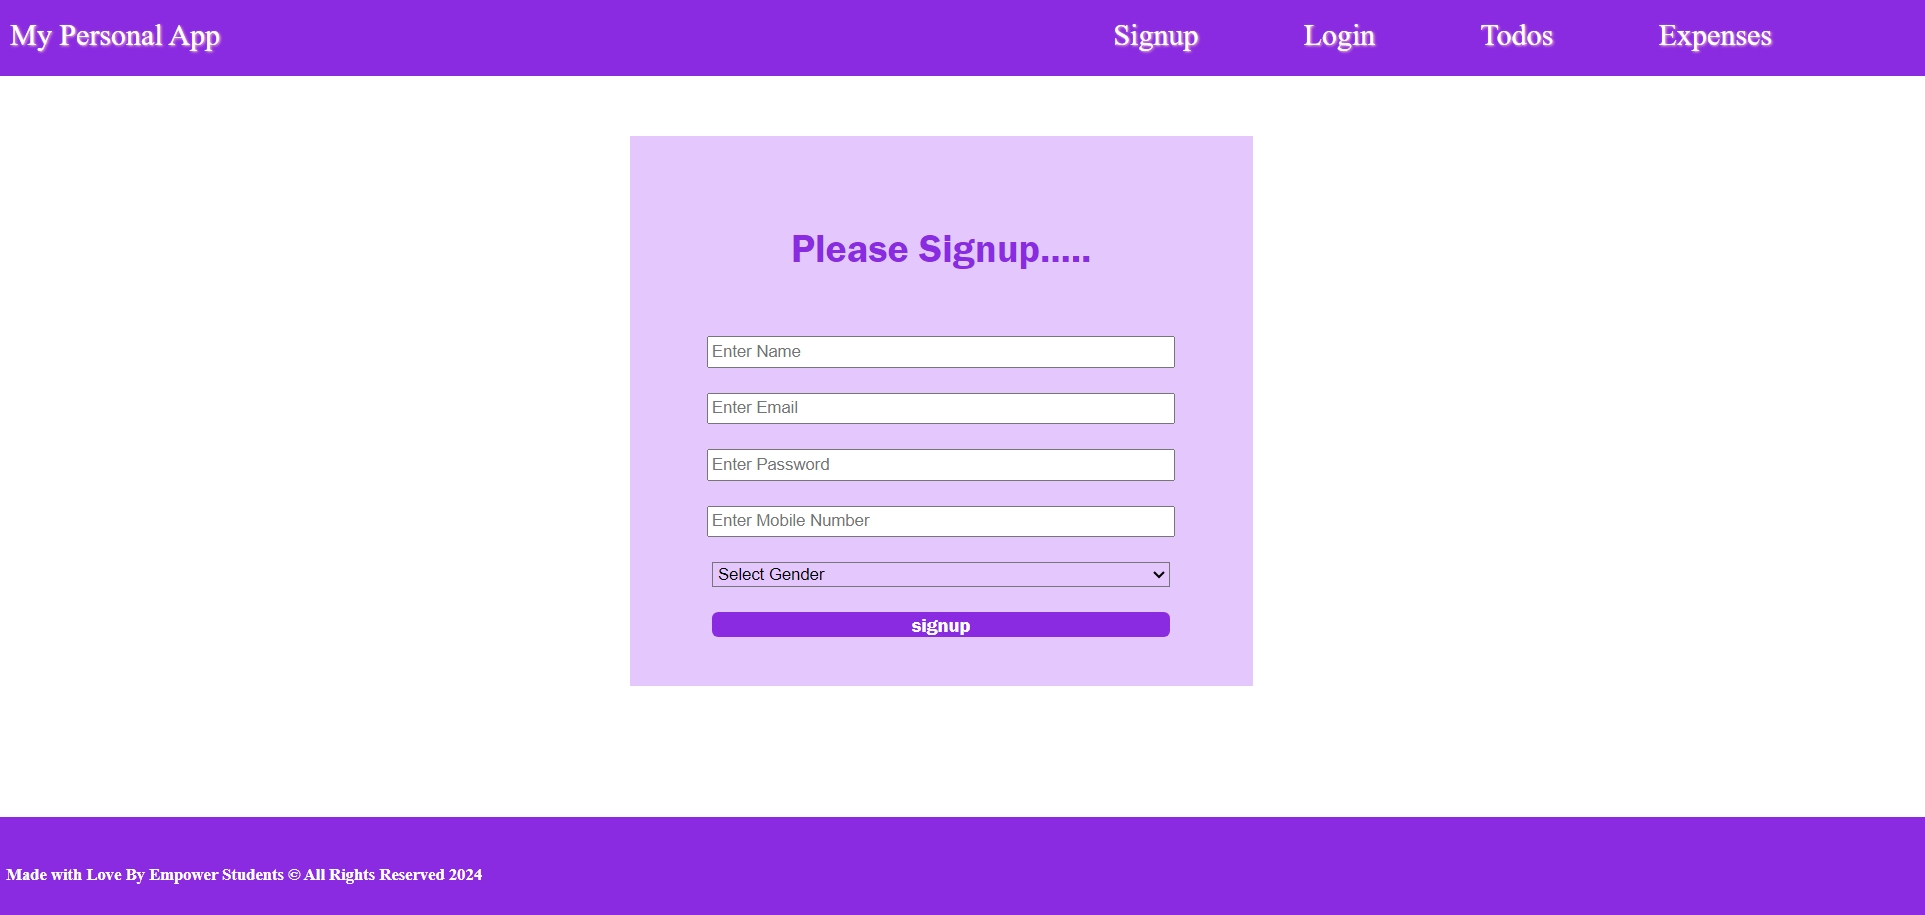 My Personal App Signup Login Todos Expenses
Please Signup.....
Enter Name
Enter Email
Enter Password
Enter Mobile Number
Select Gender
signup
Made with Love By Empower Students © All Rights Reserved 2024